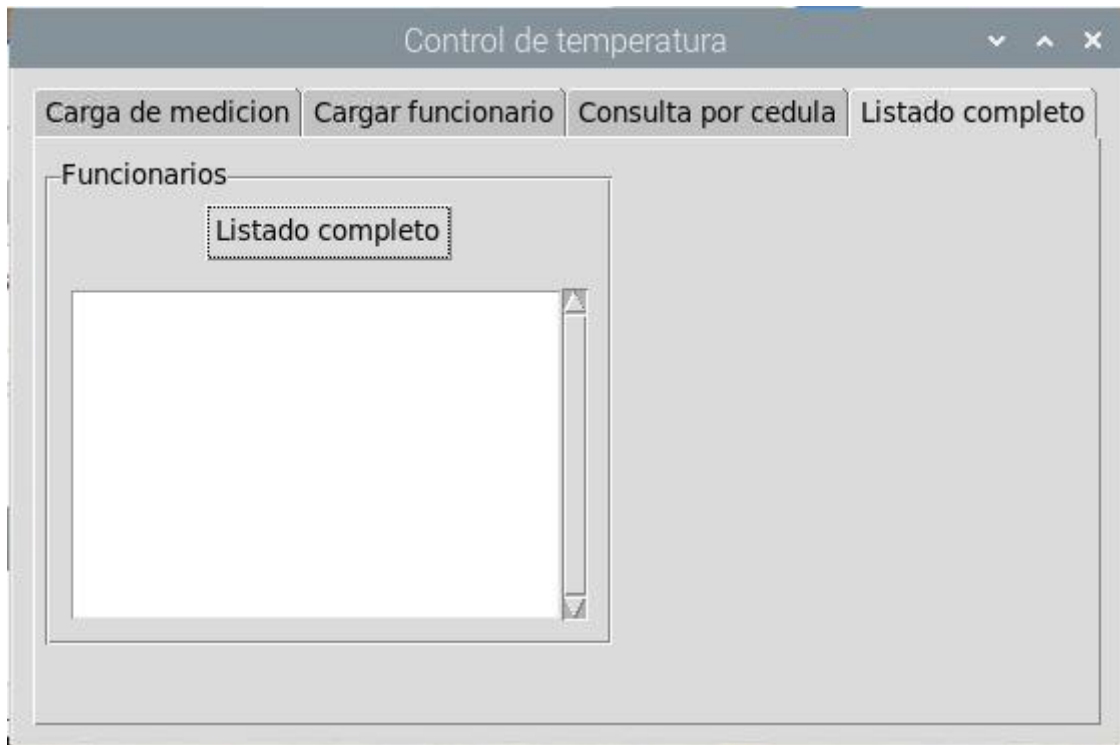 Control de temperatura
Carga de medicion Cargar funcionario Consulta por cedula Listado completo
Funcionarios
Listado completo